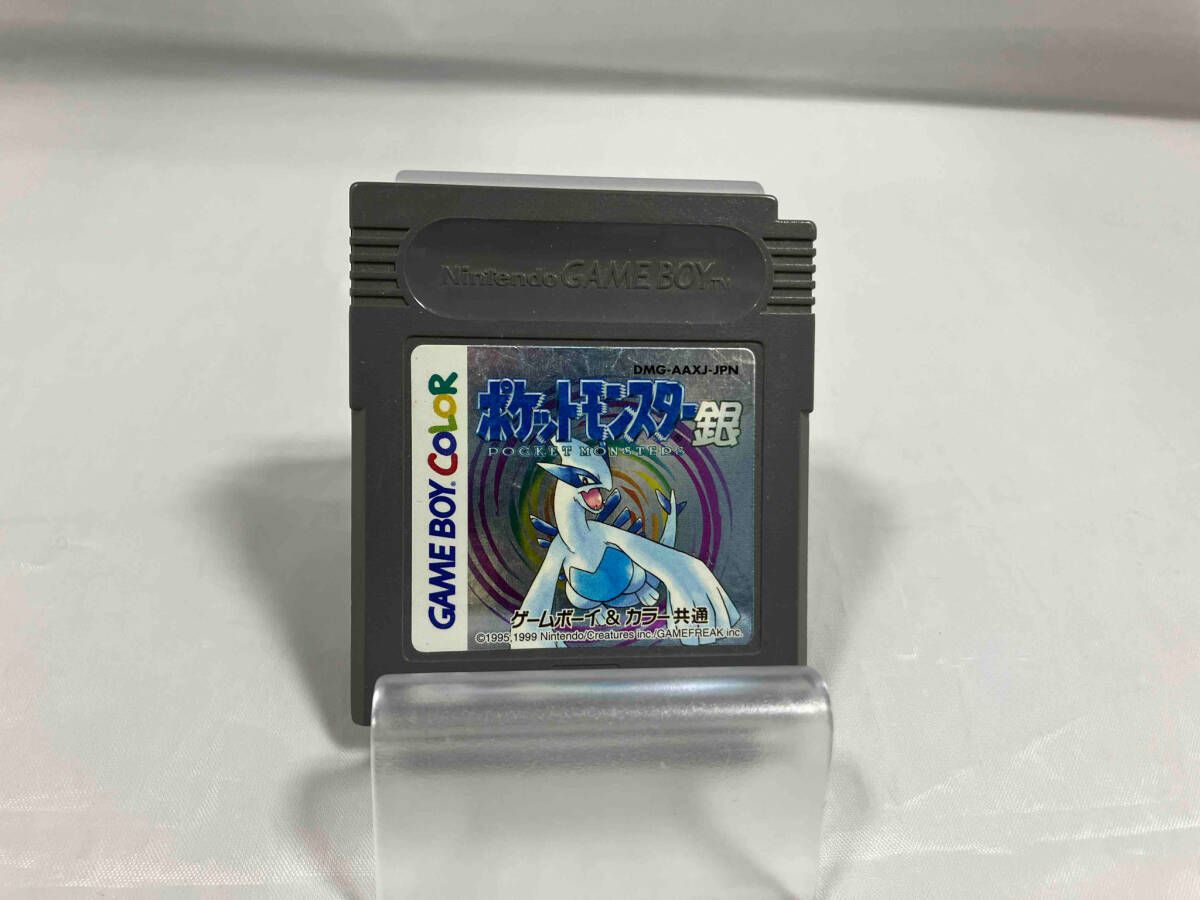 Nintendo GAME BOY TM
GAME BOY COLOR
DMG-AAXJ-JPN
ポケットモンスター銀
POCKET MONSTERS
ゲームボーイ & カラー共通
©1995,1999 Nintendo/Creatures inc./GAMEFREAK inc.